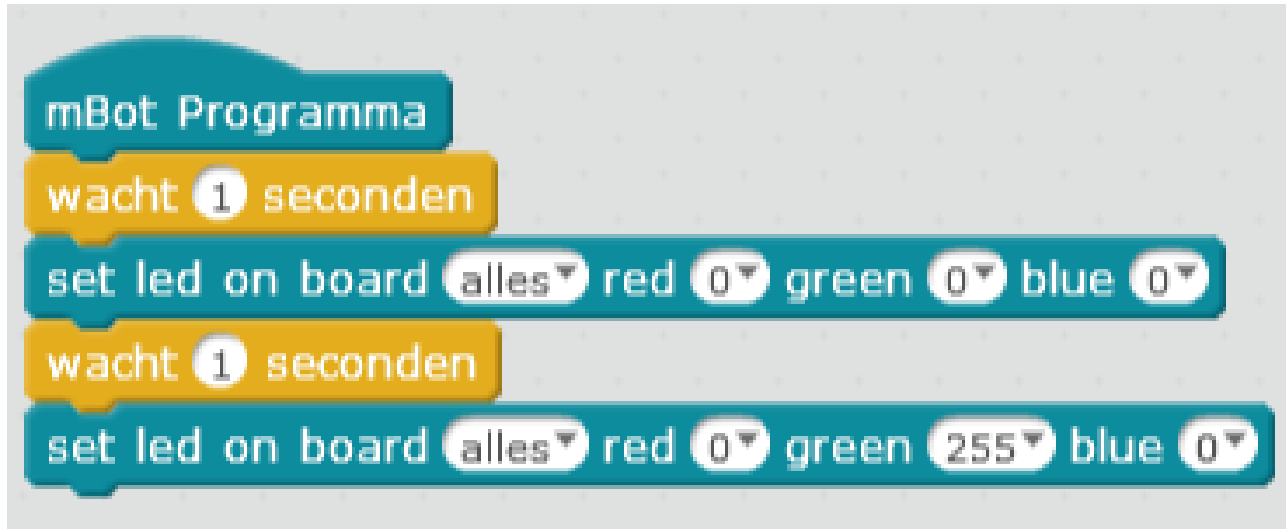 mBot Programma
wacht 1 seconden
set led on board alles red 0 green 0 blue 0
wacht 1 seconden
set led on board alles red 0 green 255 blue 0